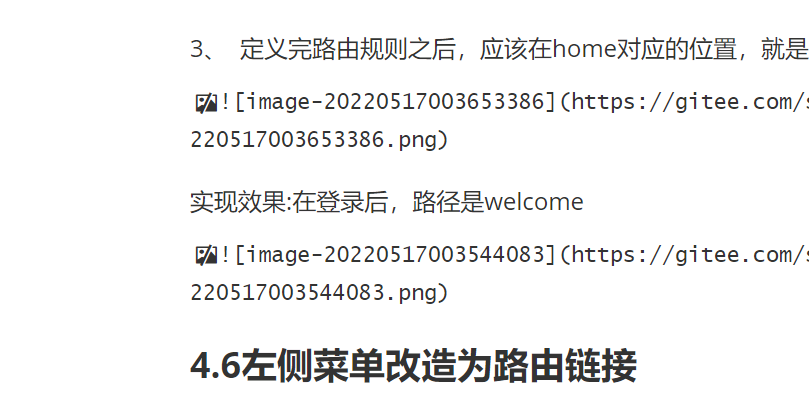 3、 定义完路由规则之后，应该在home对应的位置，就是
![image-20220517003653386](https://gitee.com/s
220517003653386.png)
实现效果:在登录后，路径是welcome
![image-20220517003544083](https://gitee.com/s
220517003544083.png)
4.6左侧菜单改造为路由链接